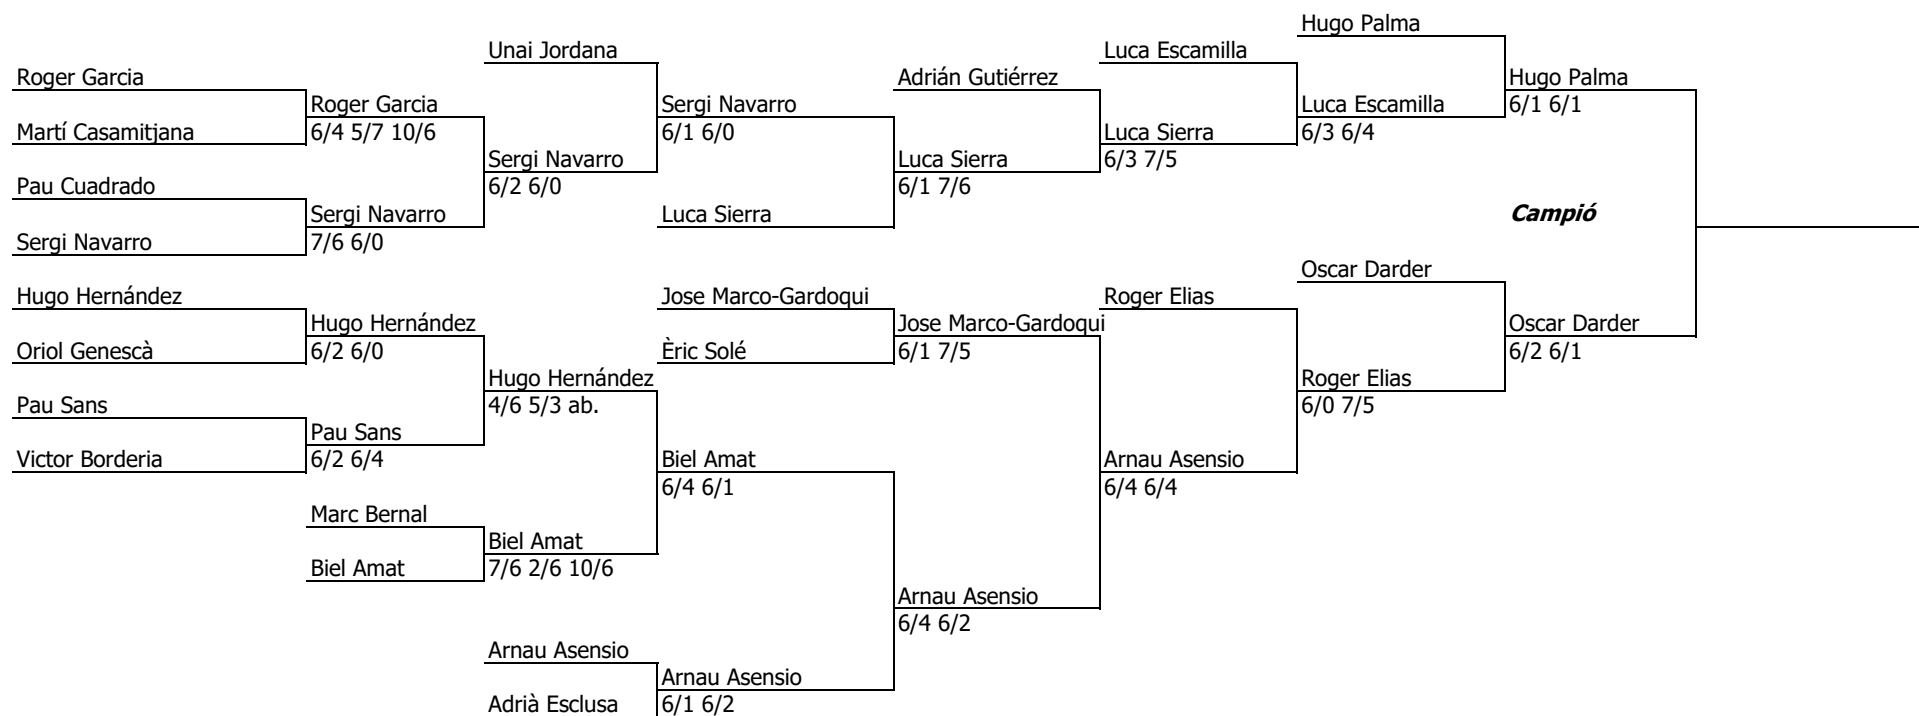 Hugo Palma
Unai Jordana
Luca Escamilla
Roger Garcia
Adrián Gutiérrez
Hugo Palma
Roger Garcia
Sergi Navarro
Luca Escamilla
6/1 6/1
Martí Casamitjana
6/4 5/7 10/6
6/1 6/0
Luca Sierra
6/3 6/4
Sergi Navarro
Luca Sierra
6/3 7/5
Pau Cuadrado
6/2 6/0
6/1 7/6
Sergi Navarro
Luca Sierra
Campió
Sergi Navarro
7/6 6/0
Oscar Darder
Hugo Hernández
Jose Marco-Gardoqui
Roger Elias
Hugo Hernández
Jose Marco-Gardoqui
Oscar Darder
Oriol Genescà
6/2 6/0
Èric Solé
6/1 7/5
6/2 6/1
Hugo Hernández
Roger Elias
Pau Sans
4/6 5/3 ab.
6/0 7/5
Pau Sans
Victor Borderia
6/2 6/4
Biel Amat
Arnau Asensio
6/4 6/1
6/4 6/4
Marc Bernal
Biel Amat
Biel Amat
7/6 2/6 10/6
Arnau Asensio
6/4 6/2
Arnau Asensio
Arnau Asensio
Adrià Esclusa
6/1 6/2